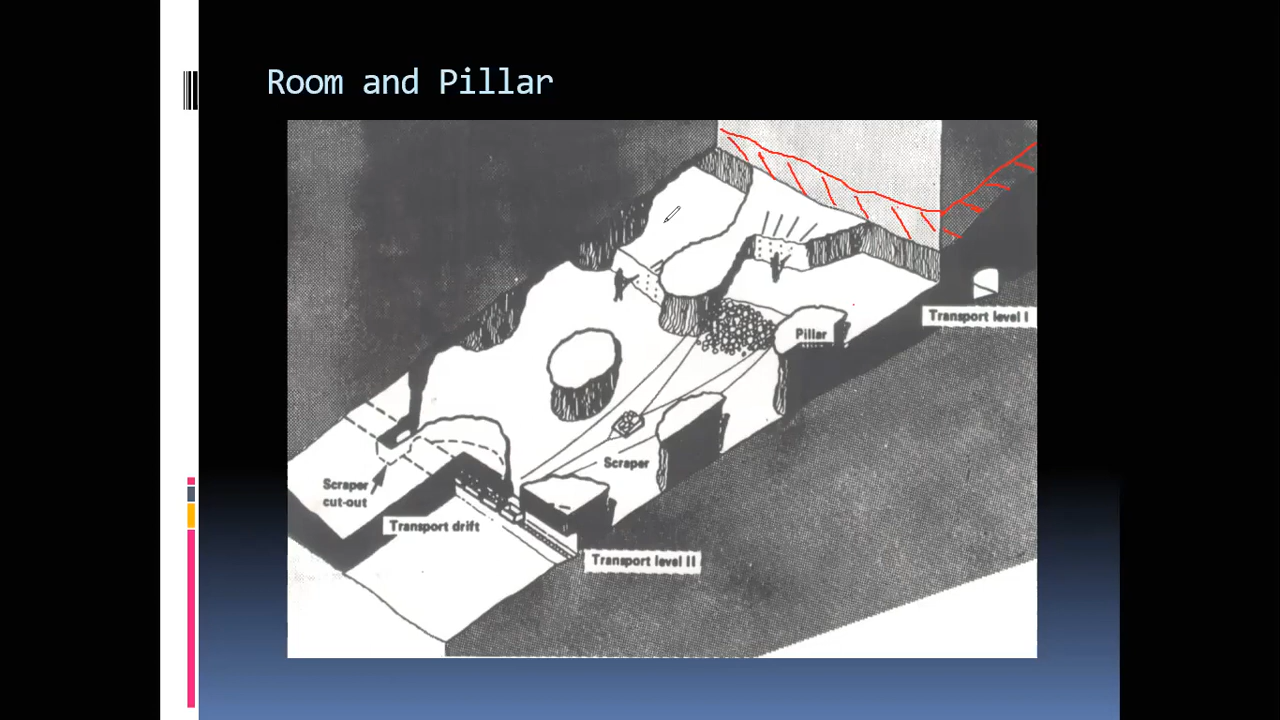 Room and Pillar
Transport level I
Pillar
Scraper
Scraper
cut-out
Transport drift
Transport level II